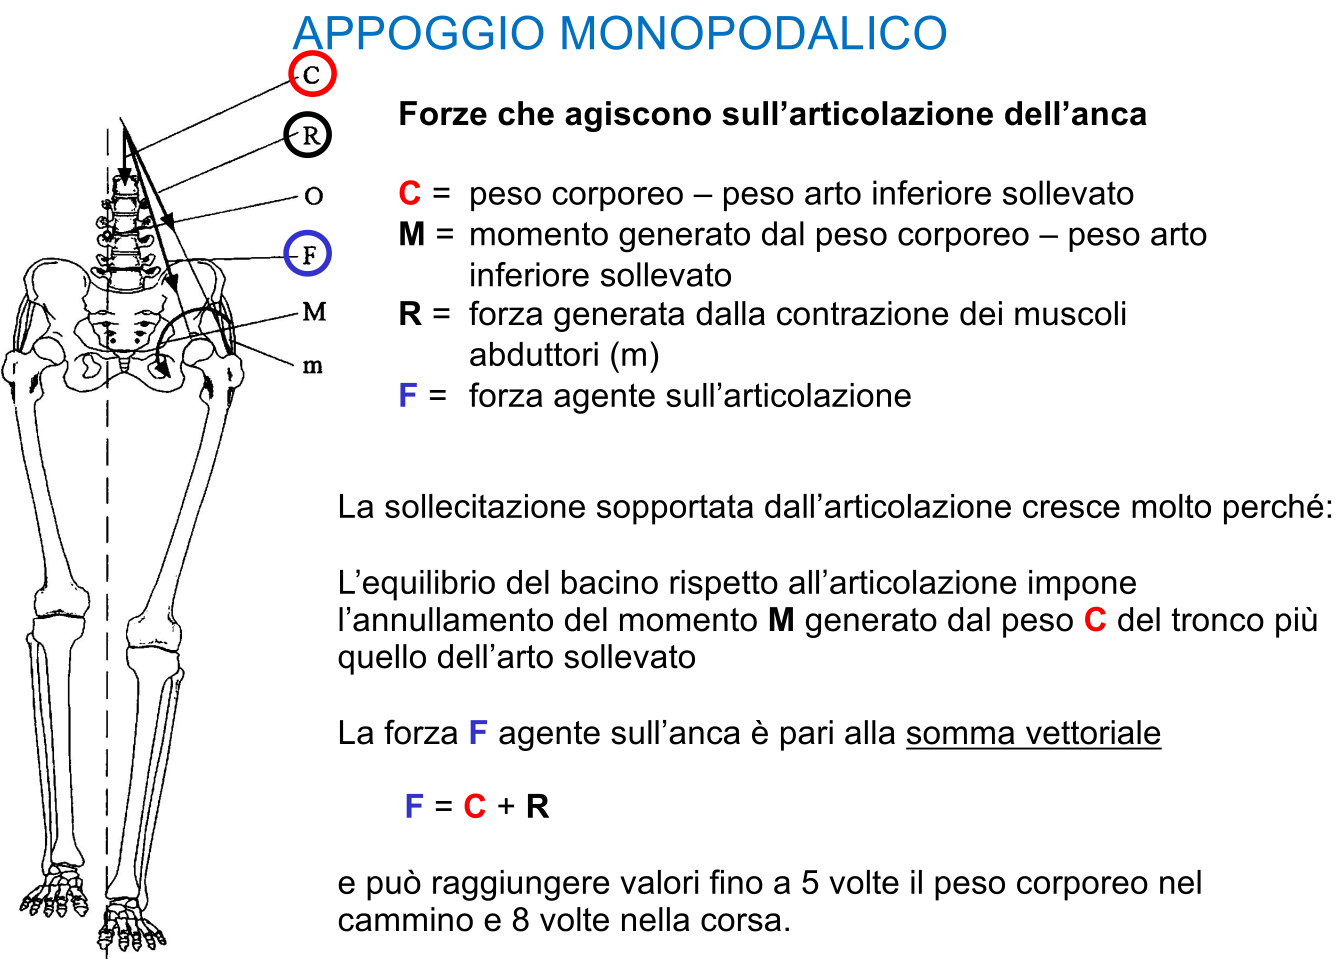 APPOGGIO MONOPODALICO
C
R
O
F
M
m
Forze che agiscono sull’articolazione dell’anca
C = peso corporeo – peso arto inferiore sollevato
M = momento generato dal peso corporeo – peso arto
inferiore sollevato
R = forza generata dalla contrazione dei muscoli
abduttori (m)
F = forza agente sull’articolazione
La sollecitazione sopportata dall’articolazione cresce molto perché:
L’equilibrio del bacino rispetto all’articolazione impone
l’annullamento del momento M generato dal peso C del tronco più
quello dell’arto sollevato
La forza F agente sull’anca è pari alla somma vettoriale
F = C + R
e può raggiungere valori fino a 5 volte il peso corporeo nel
cammino e 8 volte nella corsa.